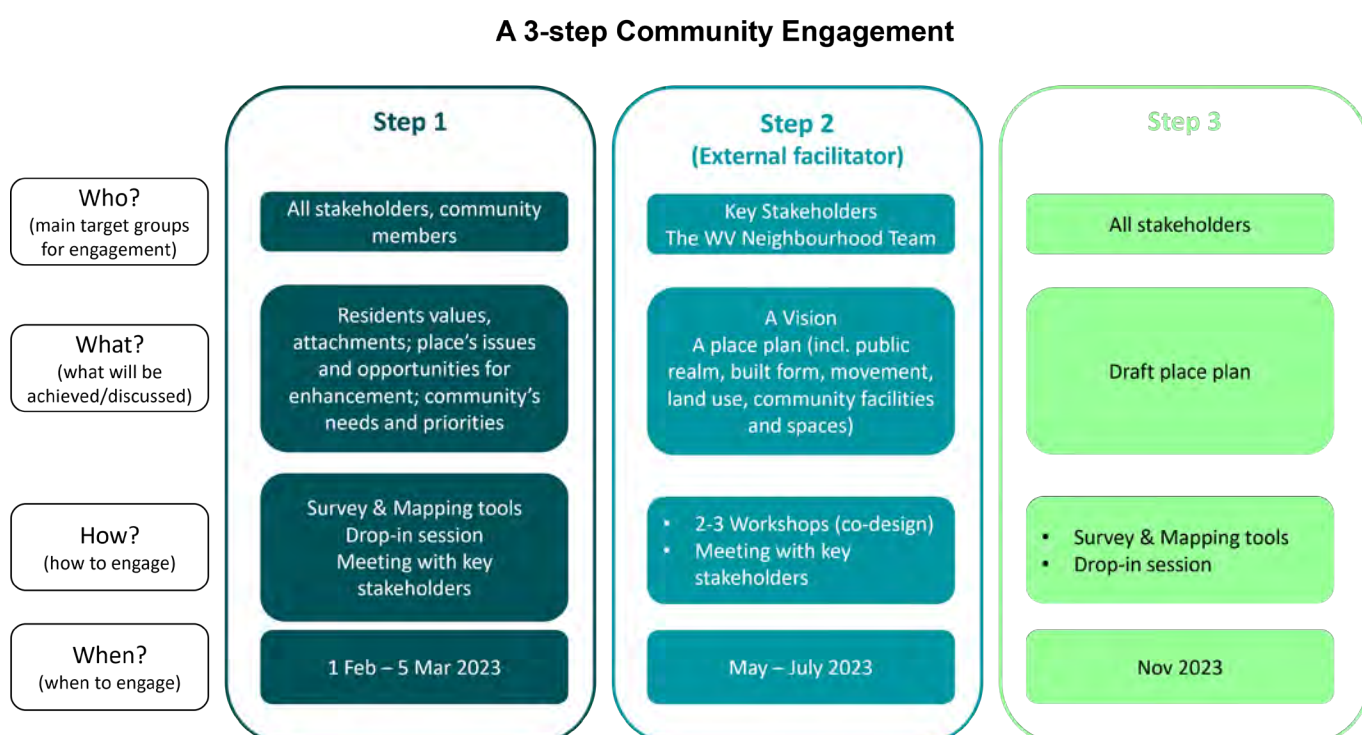 A 3-step Community Engagement
Step 1
Step 2
(External facilitator)
Step 3
Who?
(main target groups
for engagement)
All stakeholders, community
members
Key Stakeholders
The WV Neighbourhood Team
All stakeholders
What?
(what will be
achieved/discussed)
Residents values,
attachments; place's issues
and opportunities for
enhancement; community's
needs and priorities
A Vision
A place plan (incl. public
realm, built form, movement,
land use, community facilities
and spaces)
Draft place plan
How?
(how to engage)
Survey & Mapping tools
Drop-in session
Meeting with key
stakeholders
• 2-3 Workshops (co-design)
• Meeting with key
stakeholders
• Survey & Mapping tools
• Drop-in session
When?
(when to engage)
1 Feb – 5 Mar 2023
May – July 2023
Nov 2023